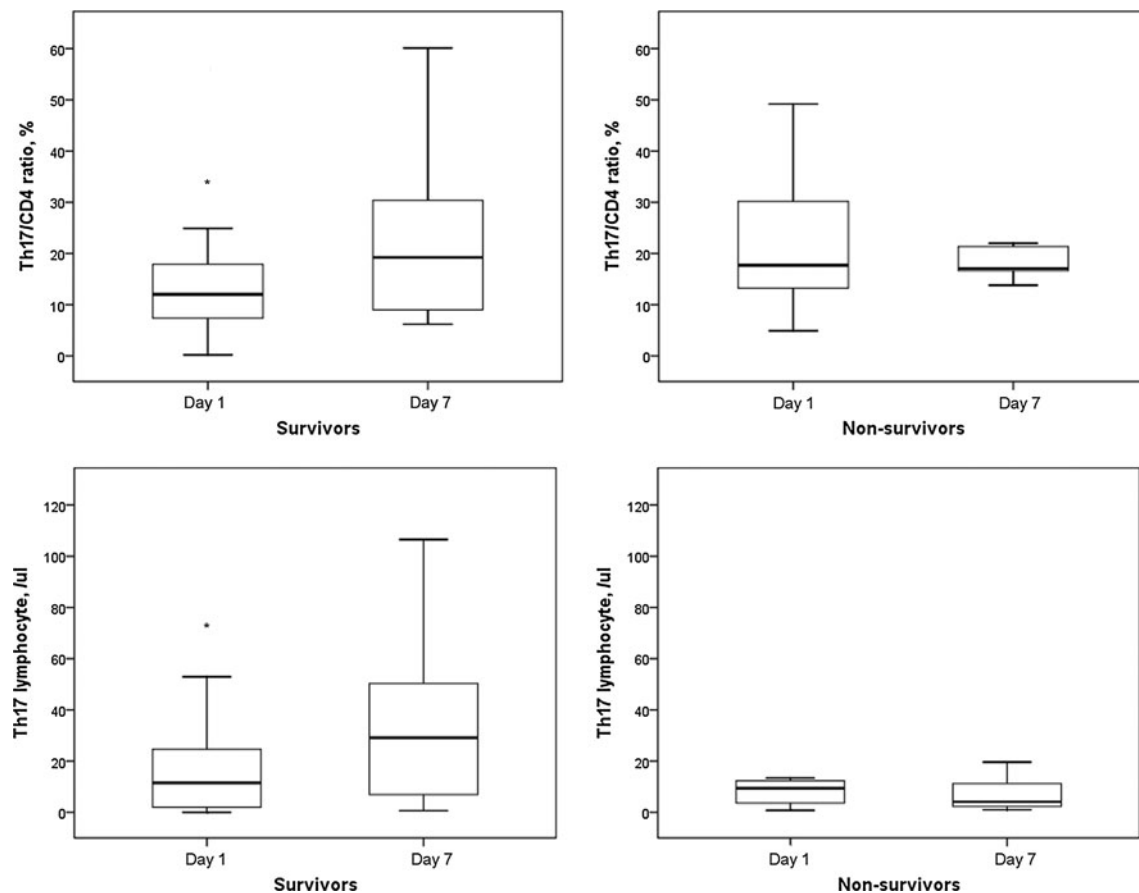 Th17/CD4 ratio, %
60
50
40
30
20
10
0
*
Day 1
Day 7
Survivors
Th17/CD4 ratio, %
60
50
40
30
20
10
0
Day 1
Day 7
Non-survivors
Th17 lymphocyte, /ul
120
100
80
60
40
20
0
*
Day 1
Day 7
Survivors
Th17 lymphocyte, /ul
120
100
80
60
40
20
0
Day 1
Day 7
Non-survivors